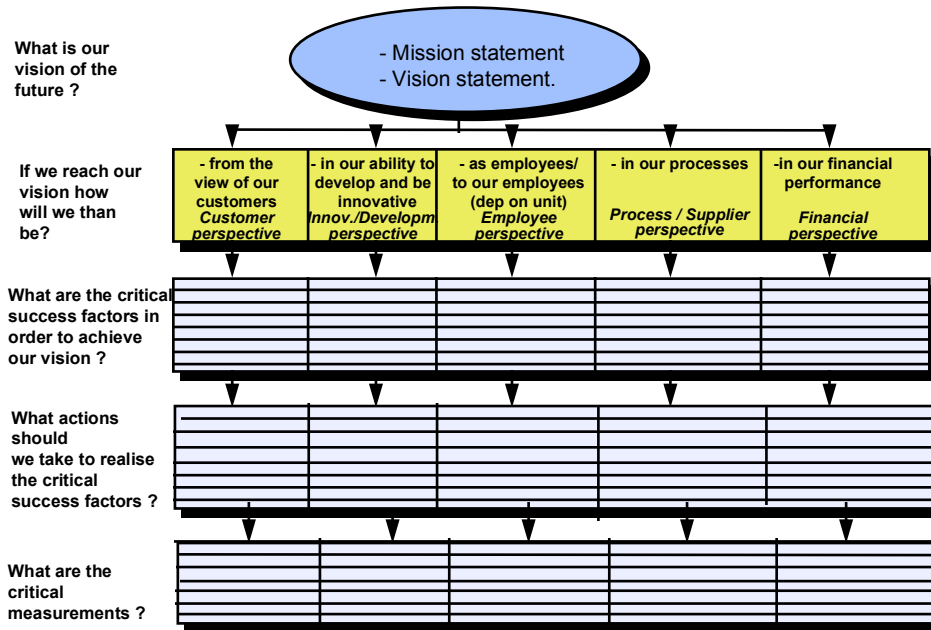 What is our
vision of the
future ?
- Mission statement
- Vision statement.
If we reach our
vision how
will we than
be?
- from the
view of our
customers
Customer
perspective
- in our ability to
develop and be
innovative
Innov./Developm.
perspective
- as employees/
to our employees
(dep on unit)
Employee
perspective
- in our processes
Process / Supplier
perspective
-in our financial
performance
Financial
perspective
What are the critical
success factors in
order to achieve
our vision ?
What actions
should
we take to realise
the critical
success factors ?
What are the
critical
measurements ?